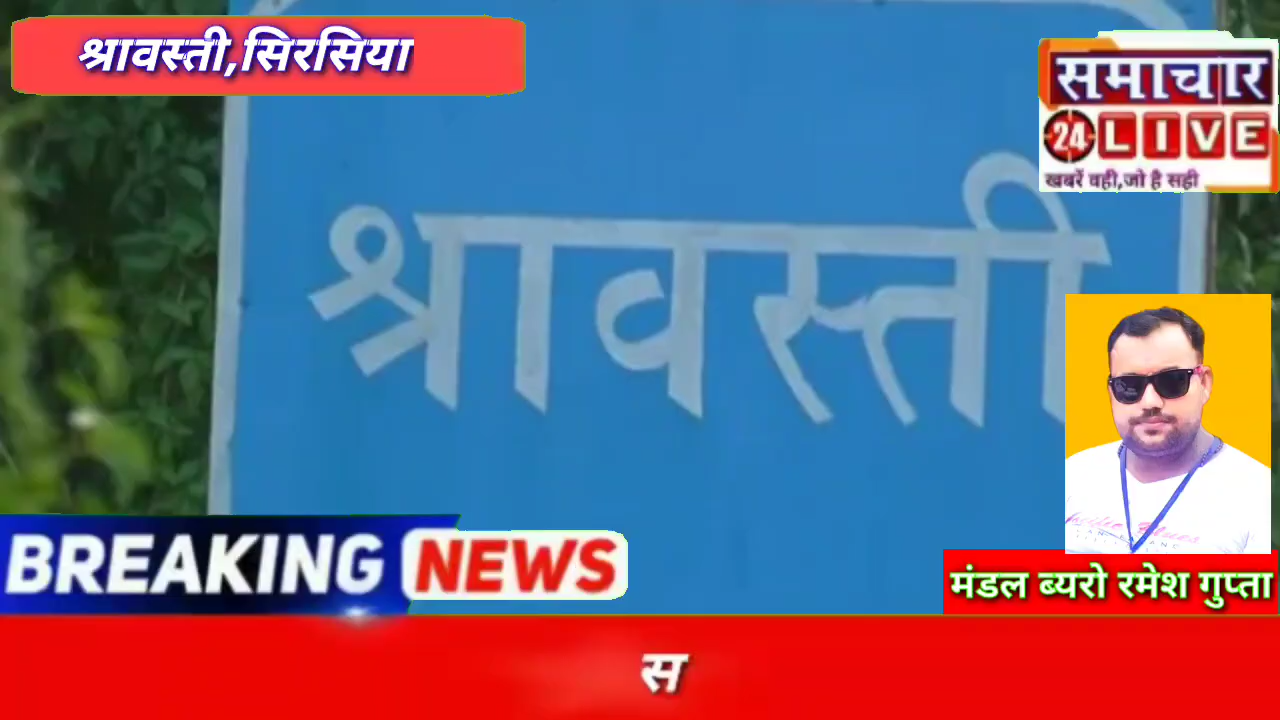 श्रावस्ती,सिरसिया
समाचार
24 LIVE
खबरें वही,जो है सही
श्रावस्ती
BREAKING NEWS
मंडल ब्यरो रमेश गुप्ता
स